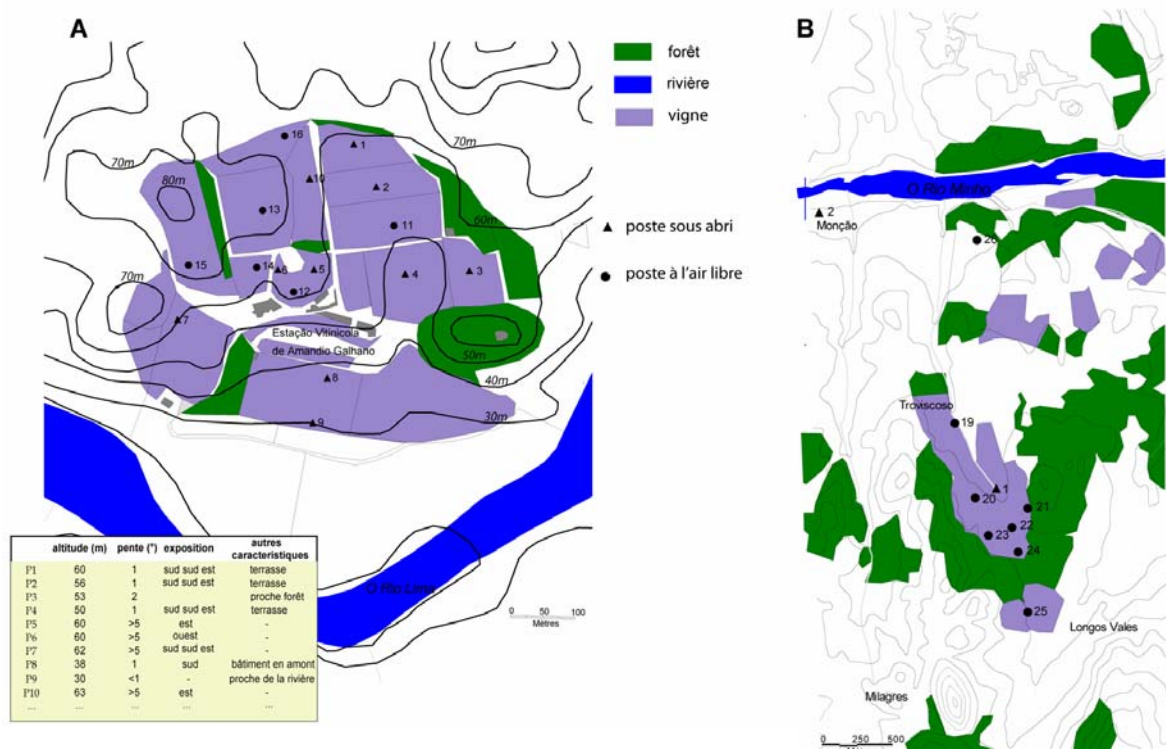 A
forêt
rivière
vigne
70m
16
1
70m
80m
10
2
13
60m
11
15
14
6
5
4
3
70m
12
7
Estação Vitinicola
de Amandio Galhano
50m
8
40m
30m
9
O Rio Lima
poste sous abri
poste à l'air libre
altitude (m) pente (°) exposition autres caracteristiques
P1 60 1 sud sud est terrasse
P2 56 1 sud sud est terrasse
P3 53 2 proche forêt
P4 50 1 sud sud est terrasse
P5 60 >5 est -
P6 60 >5 ouest -
P7 62 >5 sud sud est -
P8 38 1 sud bâtiment en amont
P9 30 <1 - proche de la rivière
P10 63 >5 est -
... ... ... ... ...
0 50 100
Mètres
B
O Rio Minho
2
Monção
26
Troviscoso
19
1
20
21
22
23
24
25
Longos Vales
Milagres
0 250 500